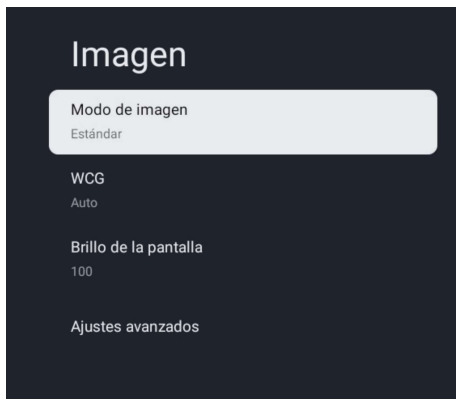 Imagen
Modo de imagen
Estándar
WCG
Auto
Brillo de la pantalla
100
Ajustes avanzados